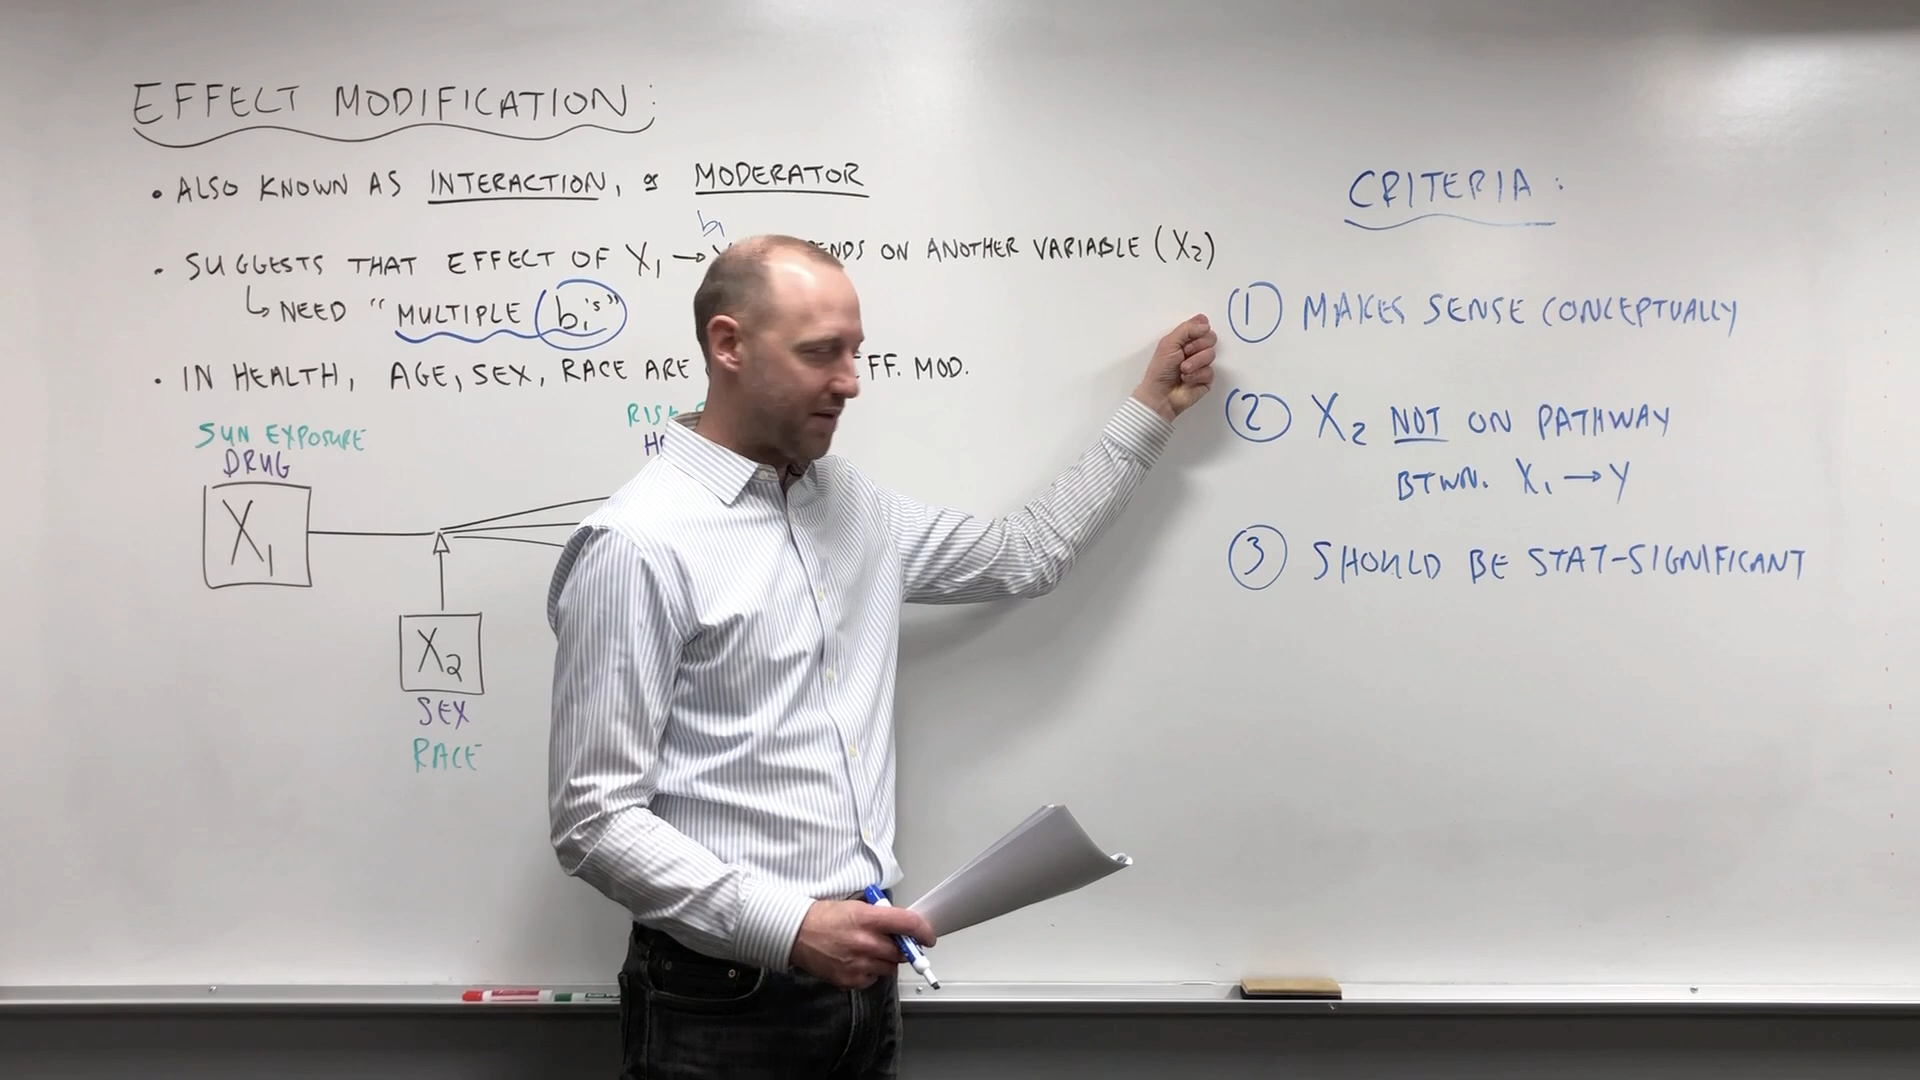 EFFECT MODIFICATION:
• ALSO KNOWN AS INTERACTION, or MODERATOR
b₁
• SUGGESTS THAT EFFECT OF X₁ → ON ANOTHER VARIABLE (X₂)
↳ NEED "MULTIPLE b₁'s"
• IN HEALTH, AGE, SEX, RACE ARE EFF. MOD.
SUN EXPOSURE
DRUG
X₁
X₂
SEX
RACE
CRITERIA:
① MAKES SENSE CONCEPTUALLY
② X₂ NOT ON PATHWAY
BTWN. X₁ → Y
③ SHOULD BE STAT-SIGNIFICANT